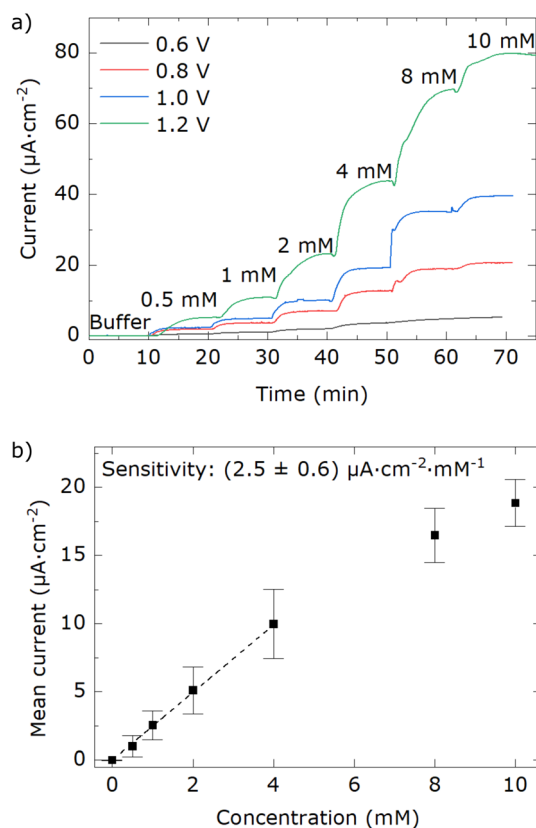 a)
0.6 V
0.8 V
1.0 V
1.2 V
10 mM
8 mM
4 mM
2 mM
1 mM
0.5 mM
Buffer
Current (µA·cm⁻²)
80
60
40
20
0
0 10 20 30 40 50 60 70
Time (min)
b)
Sensitivity: (2.5 ± 0.6) µA·cm⁻²·mM⁻¹
Mean current (µA·cm⁻²)
20
15
10
5
0
0 2 4 6 8 10
Concentration (mM)